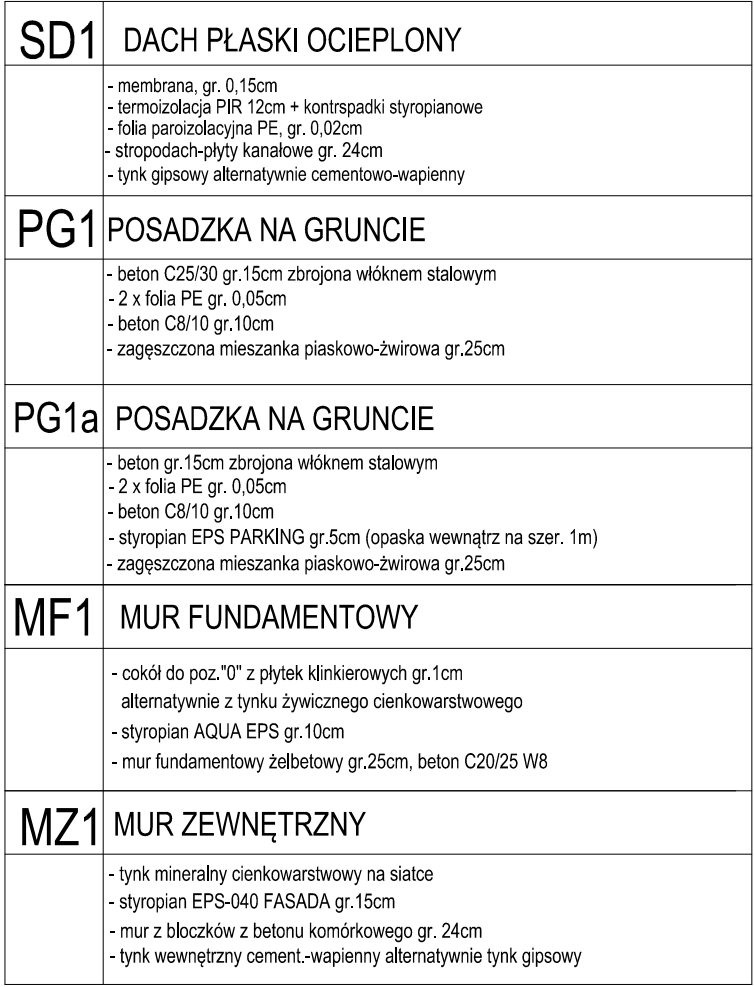 SD1 DACH PŁASKI OCIEPLONY
- membrana, gr. 0,15cm
- termoizolacja PIR 12cm + kontrspadki styropianowe
- folia paroizolacyjna PE, gr. 0,02cm
- stropodach-płyty kanałowe gr. 24cm
- tynk gipsowy alternatywnie cementowo-wapienny
PG1 POSADZKA NA GRUNCIE
- beton C25/30 gr.15cm zbrojona włóknem stalowym
- 2 x folia PE gr. 0,05cm
- beton C8/10 gr.10cm
- zagęszczona mieszanka piaskowo-żwirowa gr.25cm
PG1a POSADZKA NA GRUNCIE
- beton gr.15cm zbrojona włóknem stalowym
- 2 x folia PE gr. 0,05cm
- beton C8/10 gr.10cm
- styropian EPS PARKING gr.5cm (opaska wewnątrz na szer. 1m)
- zagęszczona mieszanka piaskowo-żwirowa gr.25cm
MF1 MUR FUNDAMENTOWY
- cokół do poz."0" z płytek klinkierowych gr.1cm
alternatywnie z tynku żywicznego cienkowarstwowego
- styropian AQUA EPS gr.10cm
- mur fundamentowy żelbetowy gr.25cm, beton C20/25 W8
MZ1 MUR ZEWNĘTRZNY
- tynk mineralny cienkowarstwowy na siatce
- styropian EPS-040 FASADA gr.15cm
- mur z bloczków z betonu komórkowego gr. 24cm
- tynk wewnętrzny cement.-wapienny alternatywnie tynk gipsowy